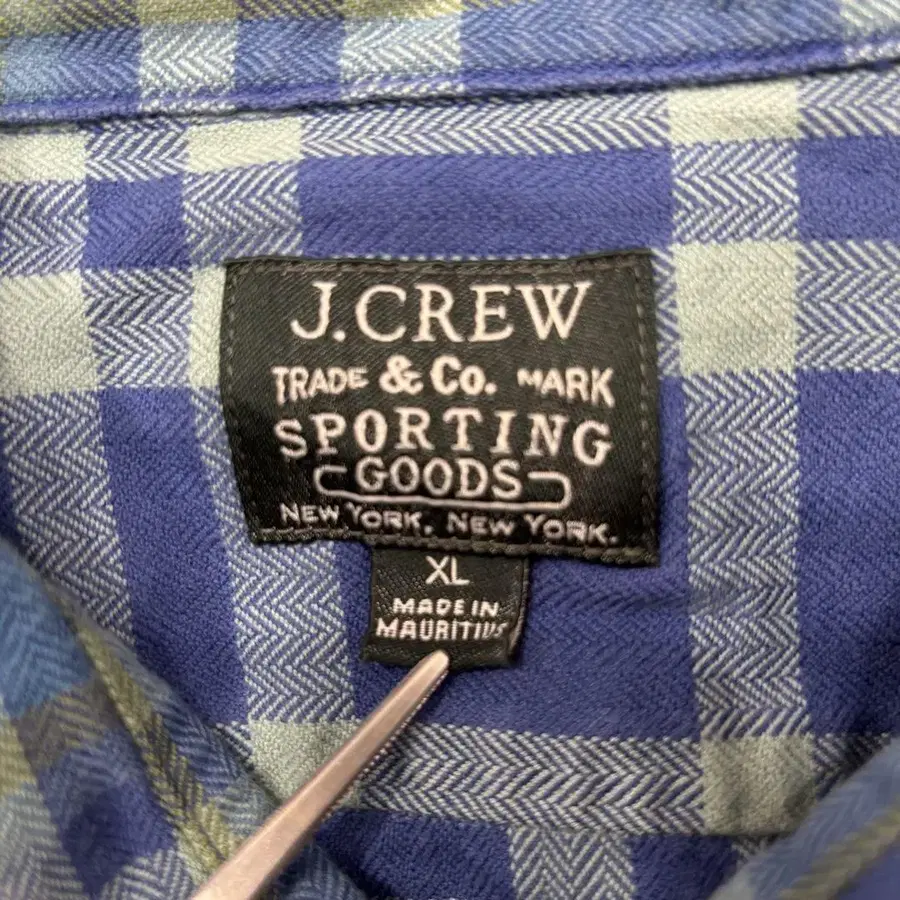 J.CREW
TRADE & Co. MARK
SPORTING
GOODS
NEW YORK, NEW YORK.
XL
MADE IN
MAURITIUS